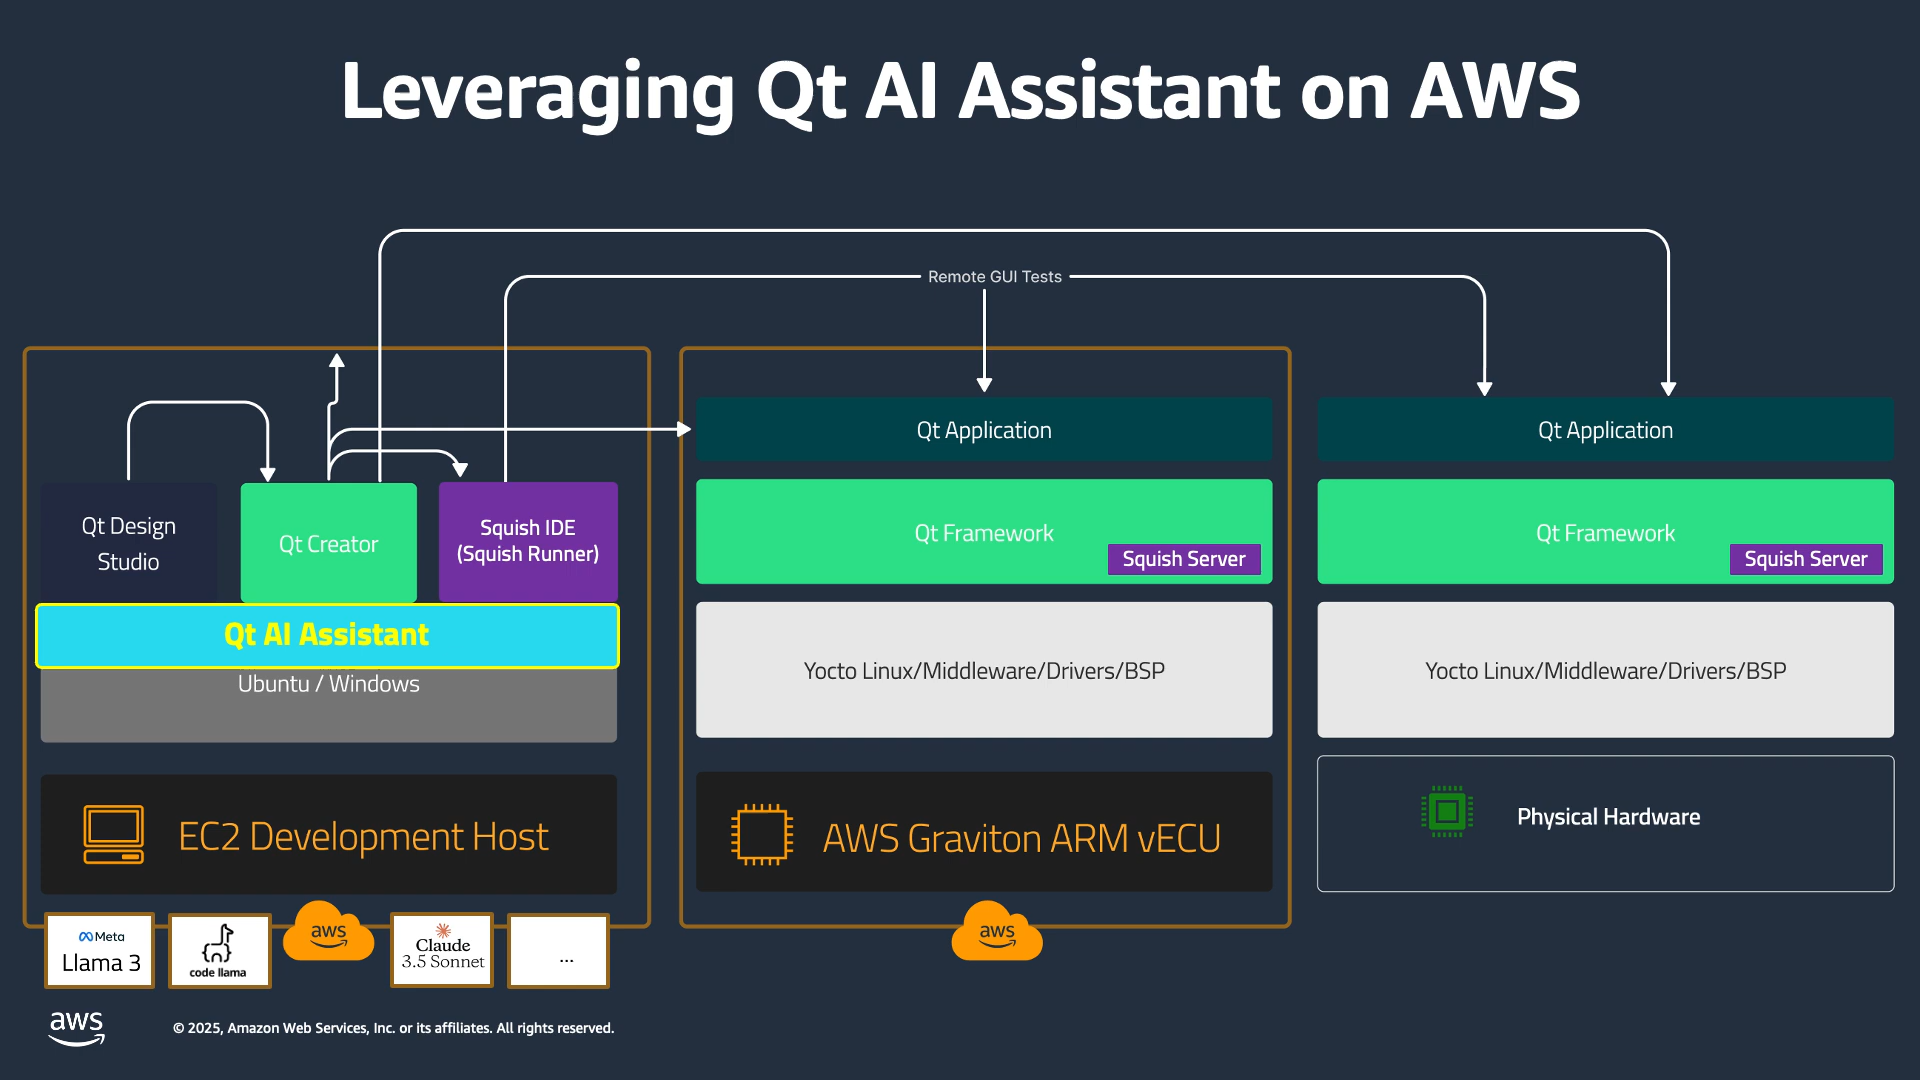 Leveraging Qt AI Assistant on AWS
Remote GUI Tests
Qt Design
Studio
Qt Creator
Squish IDE
(Squish Runner)
Qt AI Assistant
Ubuntu / Windows
EC2 Development Host
Meta
Llama 3
code llama
aws
Claude
3.5 Sonnet
...
Qt Application
Qt Framework
Squish Server
Yocto Linux/Middleware/Drivers/BSP
AWS Graviton ARM vECU
aws
Qt Application
Qt Framework
Squish Server
Yocto Linux/Middleware/Drivers/BSP
Physical Hardware
aws
© 2025, Amazon Web Services, Inc. or its affiliates. All rights reserved.